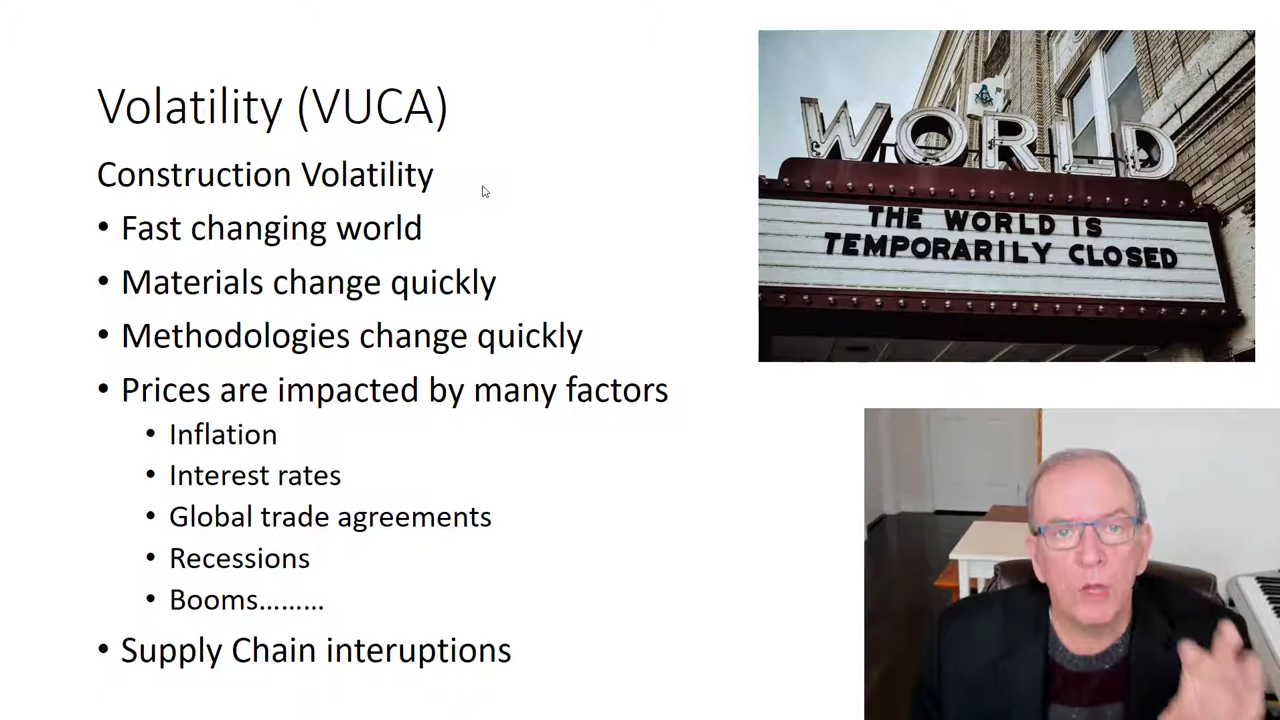 Volatility (VUCA)
Construction Volatility
• Fast changing world
• Materials change quickly
• Methodologies change quickly
• Prices are impacted by many factors
• Inflation
• Interest rates
• Global trade agreements
• Recessions
• Booms.........
• Supply Chain interuptions
WORLD
THE WORLD IS
TEMPORARILY CLOSED